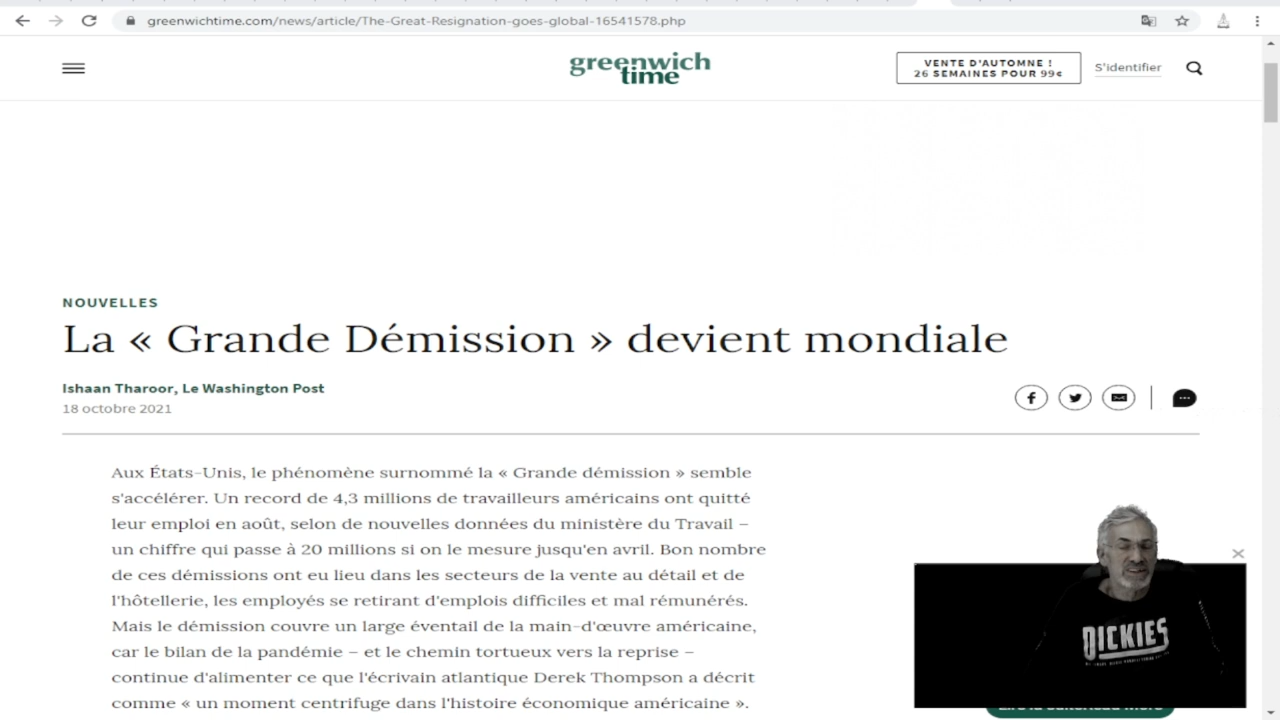 greenwichtime.com/news/article/The-Great-Resignation-goes-global-16541578.php
greenwich
time
VENTE D'AUTOMNE !
26 SEMAINES POUR 99¢
S'identifier
NOUVELLES
La « Grande Démission » devient mondiale
Ishaan Tharoor, Le Washington Post
18 octobre 2021
Aux États-Unis, le phénomène surnommé la « Grande démission » semble
s'accélérer. Un record de 4,3 millions de travailleurs américains ont quitté
leur emploi en août, selon de nouvelles données du ministère du Travail –
un chiffre qui passe à 20 millions si on le mesure jusqu'en avril. Bon nombre
de ces démissions ont eu lieu dans les secteurs de la vente au détail et de
l'hôtellerie, les employés se retirant d'emplois difficiles et mal rémunérés.
Mais le démission couvre un large éventail de la main-d'œuvre américaine,
car le bilan de la pandémie – et le chemin tortueux vers la reprise –
continue d'alimenter ce que l'écrivain atlantique Derek Thompson a décrit
comme « un moment centrifuge dans l'histoire économique américaine ».
DICKIES